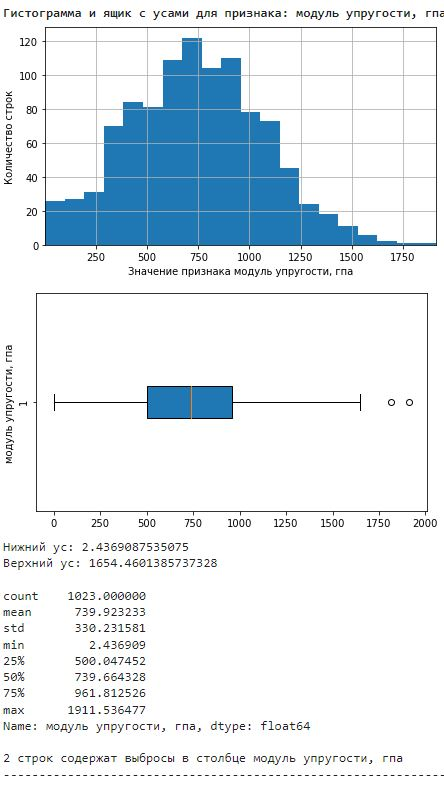 Гистограмма и ящик с усами для признака: модуль упругости, гпа
120
100
80
60
40
20
0
Количество строк
250 500 750 1000 1250 1500 1750
Значение признака модуль упругости, гпа
модуль упругости, гпа
1
0 250 500 750 1000 1250 1500 1750 2000
Нижний ус: 2.4369087535075
Верхний ус: 1654.4601385737328
count 1023.000000
mean 739.923233
std 330.231581
min 2.436909
25% 500.047452
50% 739.664328
75% 961.812526
max 1911.536477
Name: модуль упругости, гпа, dtype: float64
2 строк содержат выбросы в столбце модуль упругости, гпа